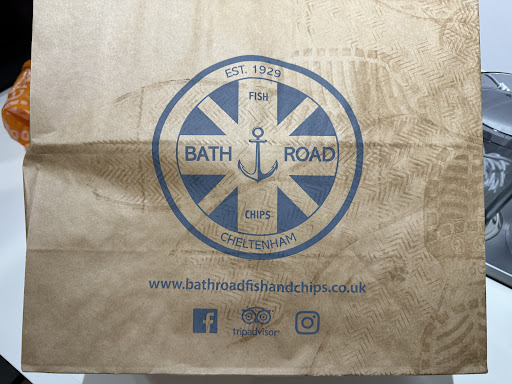 EST. 1929
FISH
BATH ROAD
CHIPS
CHELTENHAM
www.bathroadfishandchips.co.uk
tripadvisor